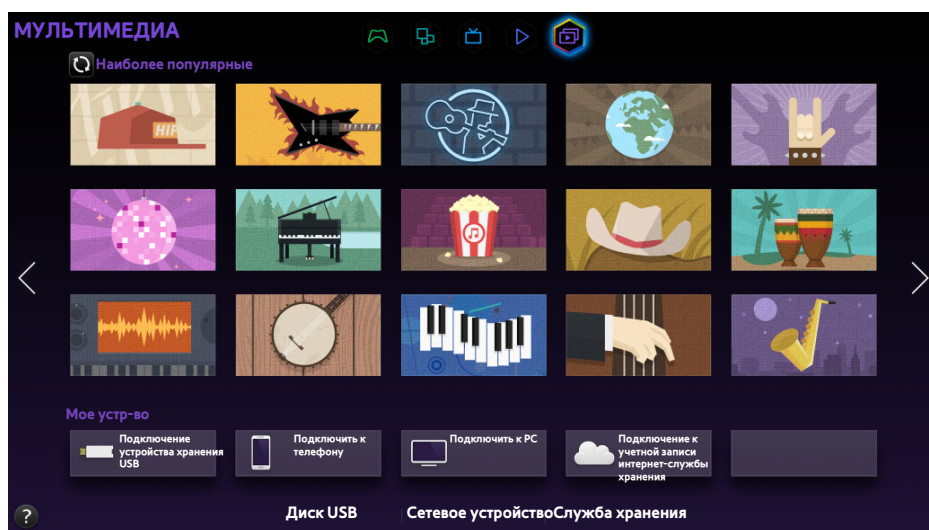 МУЛЬТИМЕДИА
Наиболее популярные
HIP
Мое устр-во
Подключение
устройства хранения
USB
Подключить к
телефону
Подключить к PC
Подключение к
учетной записи
интернет-службы
хранения
?
Диск USB
Сетевое устройство
Служба хранения